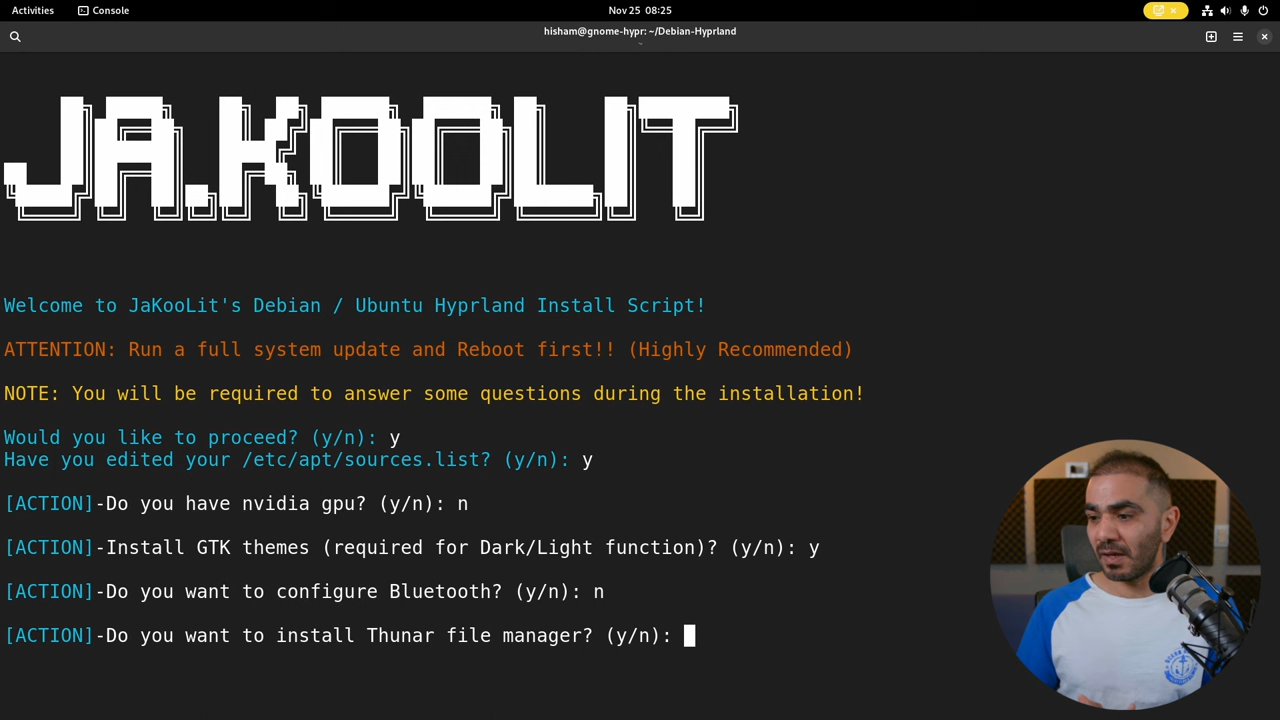 Activities
Console
Nov 25 08:25
hisham@gnome-hypr: ~/Debian-Hyprland
JA.KOOLIT
Welcome to JaKooLit's Debian / Ubuntu Hyprland Install Script!
ATTENTION: Run a full system update and Reboot first!! (Highly Recommended)
NOTE: You will be required to answer some questions during the installation!
Would you like to proceed? (y/n): y
Have you edited your /etc/apt/sources.list? (y/n): y
[ACTION]-Do you have nvidia gpu? (y/n): n
[ACTION]-Install GTK themes (required for Dark/Light function)? (y/n): y
[ACTION]-Do you want to configure Bluetooth? (y/n): n
[ACTION]-Do you want to install Thunar file manager? (y/n):